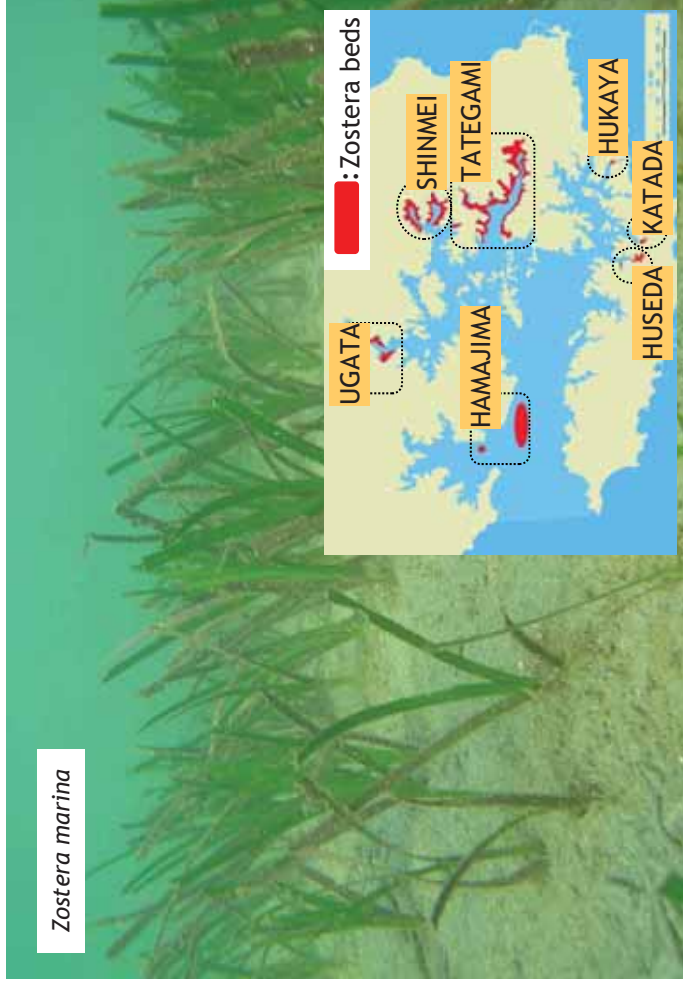 Zostera marina
: Zostera beds
UGATA
SHINMEI
TATEGAMI
HAMAJIMA
HUKAYA
HUSEDA
KATADA